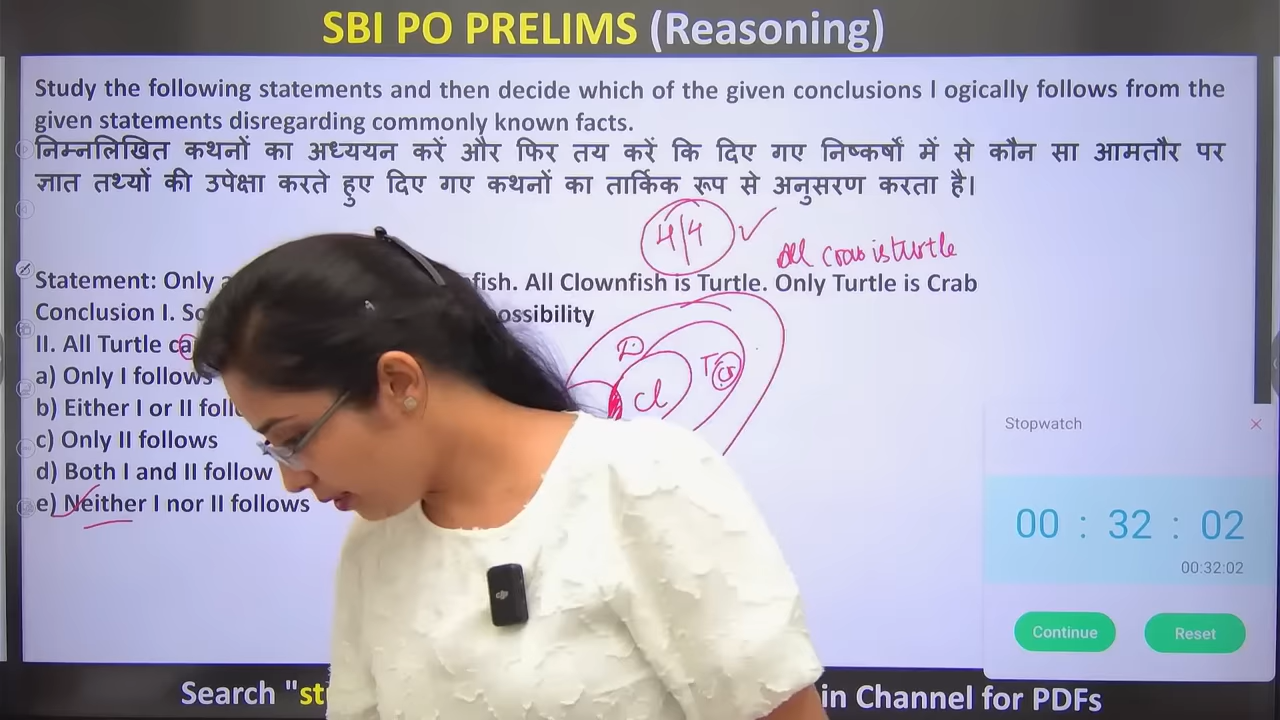 SBI PO PRELIMS (Reasoning)
Study the following statements and then decide which of the given conclusions l ogically follows from the
given statements disregarding commonly known facts.
निम्नलिखित कथनों का अध्ययन करें और फिर तय करें कि दिए गए निष्कर्षों में से कौन सा आमतौर पर
ज्ञात तथ्यों की उपेक्षा करते हुए दिए गए कथनों का तार्किक रूप से अनुसरण करता है।
4/4
All crab is turtle
Statement: Only fish. All Clownfish is Turtle. Only Turtle is Crab
Conclusion I. ossibility
II. All Turtle
a) Only I follows
b) Either I or II
c) Only II follows
d) Both I and II follow
e) Neither I nor II follows
D
T
Cl
Stopwatch
00 : 32 : 02
00:32:02
Continue
Reset
Search "st in Channel for PDFs